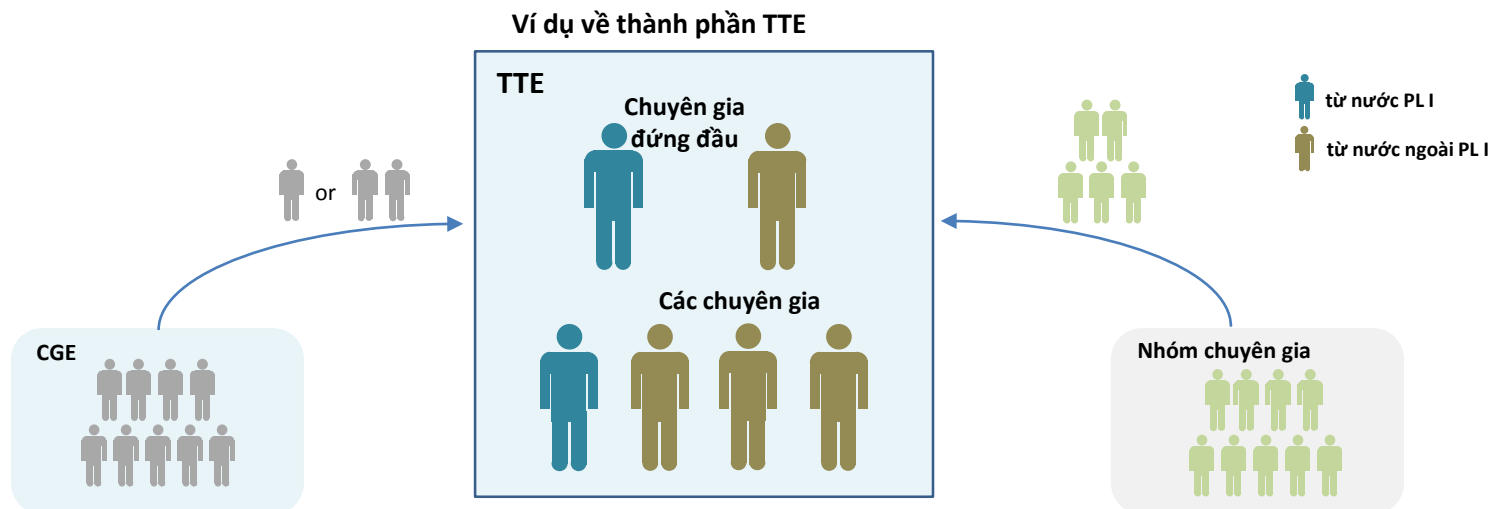 Ví dụ về thành phần TTE
TTE
Chuyên gia
đứng đầu
từ nước PL I
từ nước ngoài PL I
or
Các chuyên gia
CGE
Nhóm chuyên gia